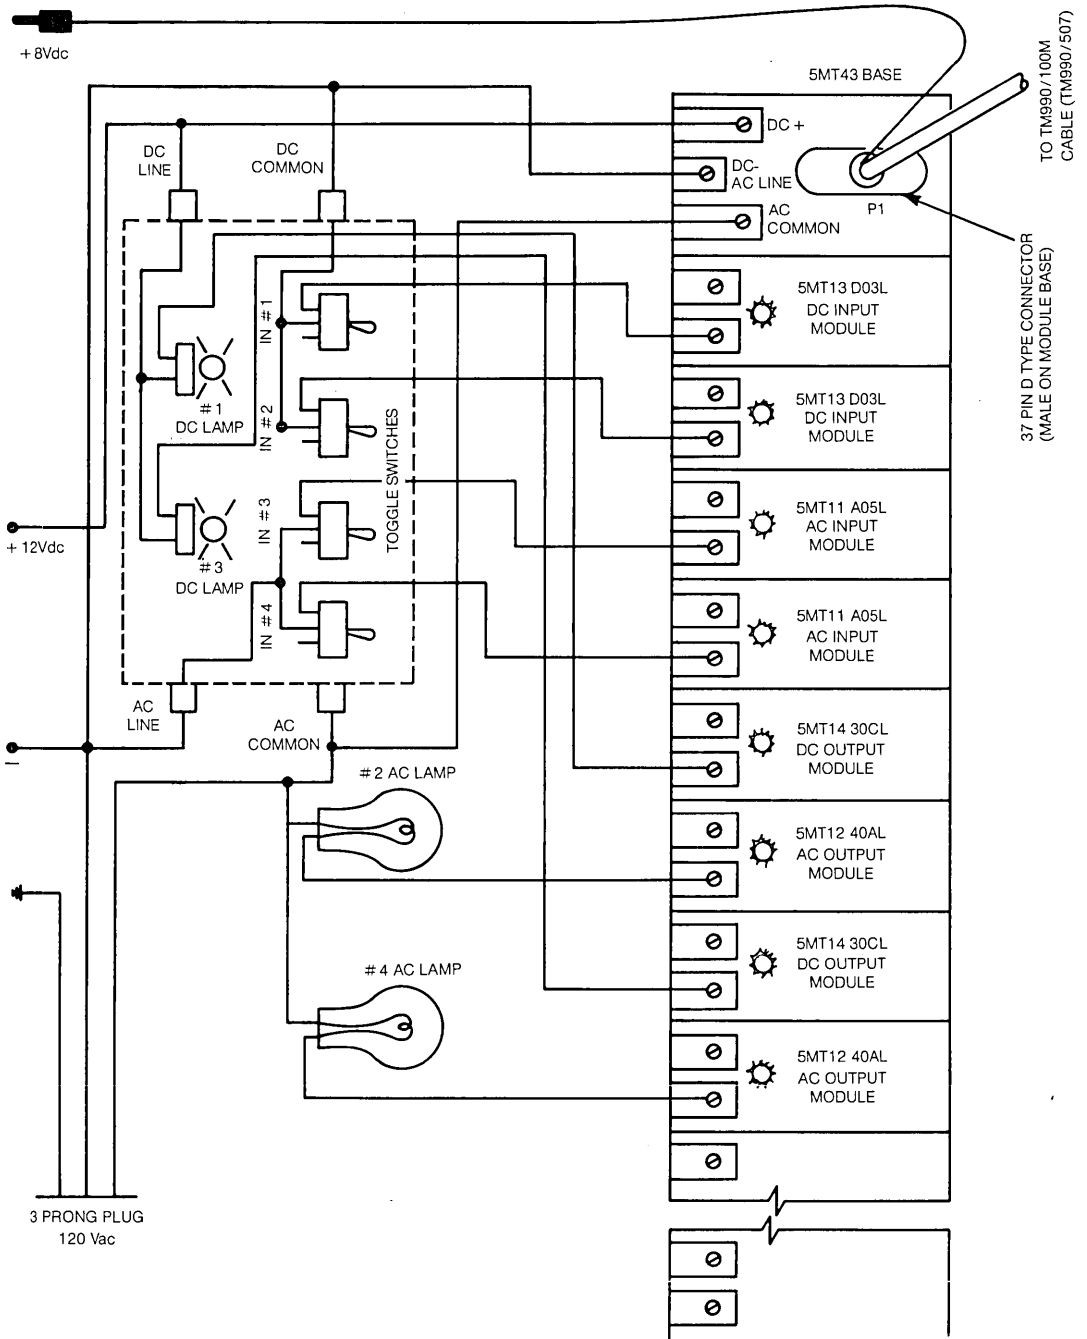 +8Vdc
5MT43 BASE
TO TM990/100M
CABLE (TM990/507)
DC
LINE
DC
COMMON
DC +
DC-
AC LINE
AC
COMMON
P1
37 PIN D TYPE CONNECTOR
(MALE ON MODULE BASE)
IN #1
#1
DC LAMP
IN #2
TOGGLE SWITCHES
IN #3
+12Vdc
#3
DC LAMP
IN #4
5MT13 D03L
DC INPUT
MODULE
5MT13 D03L
DC INPUT
MODULE
5MT11 A05L
AC INPUT
MODULE
5MT11 A05L
AC INPUT
MODULE
AC
LINE
AC
COMMON
–
5MT14 30CL
DC OUTPUT
MODULE
#2 AC LAMP
5MT12 40AL
AC OUTPUT
MODULE
5MT14 30CL
DC OUTPUT
MODULE
#4 AC LAMP
5MT12 40AL
AC OUTPUT
MODULE
3 PRONG PLUG
120 Vac